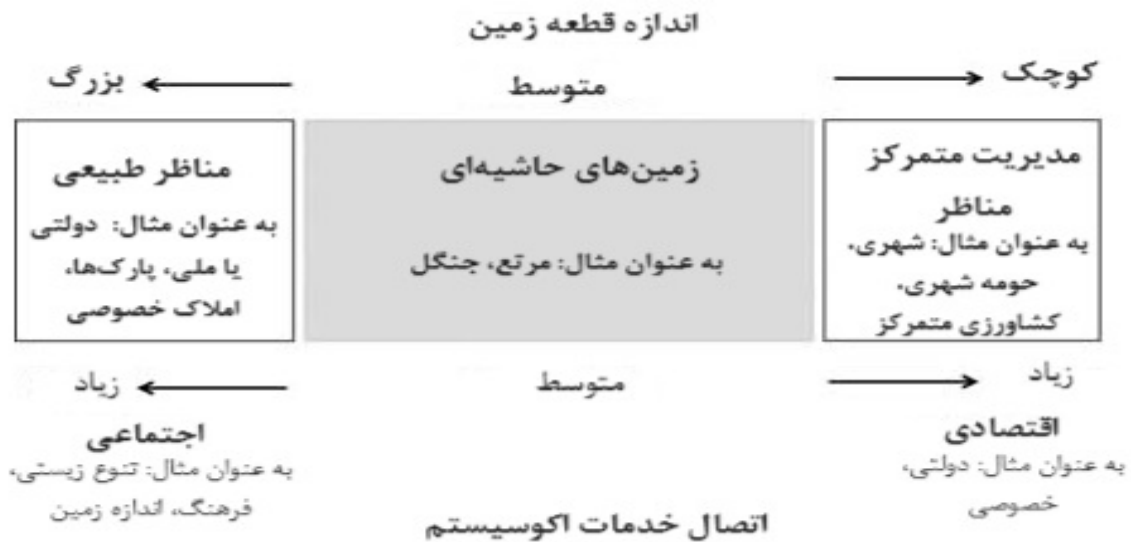 اندازه قطعه زمین
کوچک
متوسط
بزرگ
مدیریت متمرکز
مناظر
به عنوان مثال: شهری،
حومه شهری،
کشاورزی متمرکز
زمین‌های حاشیه‌ای
به عنوان مثال: مرتع، جنگل
مناظر طبیعی
به عنوان مثال: دولتی
یا ملی، پارک‌ها،
املاک خصوصی
زیاد
متوسط
زیاد
اقتصادی
به عنوان مثال: دولتی،
خصوصی
اجتماعی
به عنوان مثال: تنوع زیستی،
فرهنگ، اندازه زمین
اتصال خدمات اکوسیستم